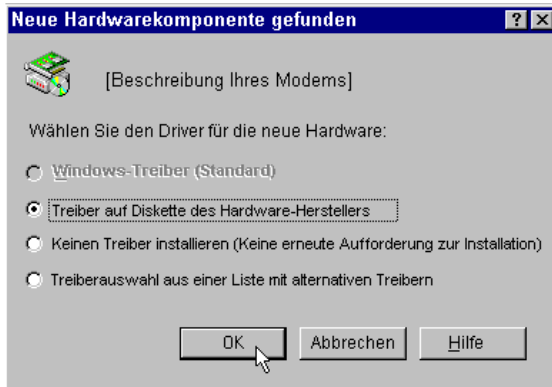 Neue Hardwarekomponente gefunden
[Beschreibung Ihres Modems]
Wählen Sie den Driver für die neue Hardware:
Windows-Treiber (Standard)
Treiber auf Diskette des Hardware-Herstellers
Keinen Treiber installieren (Keine erneute Aufforderung zur Installation)
Treiberauswahl aus einer Liste mit alternativen Treibern
OK Abbrechen Hilfe